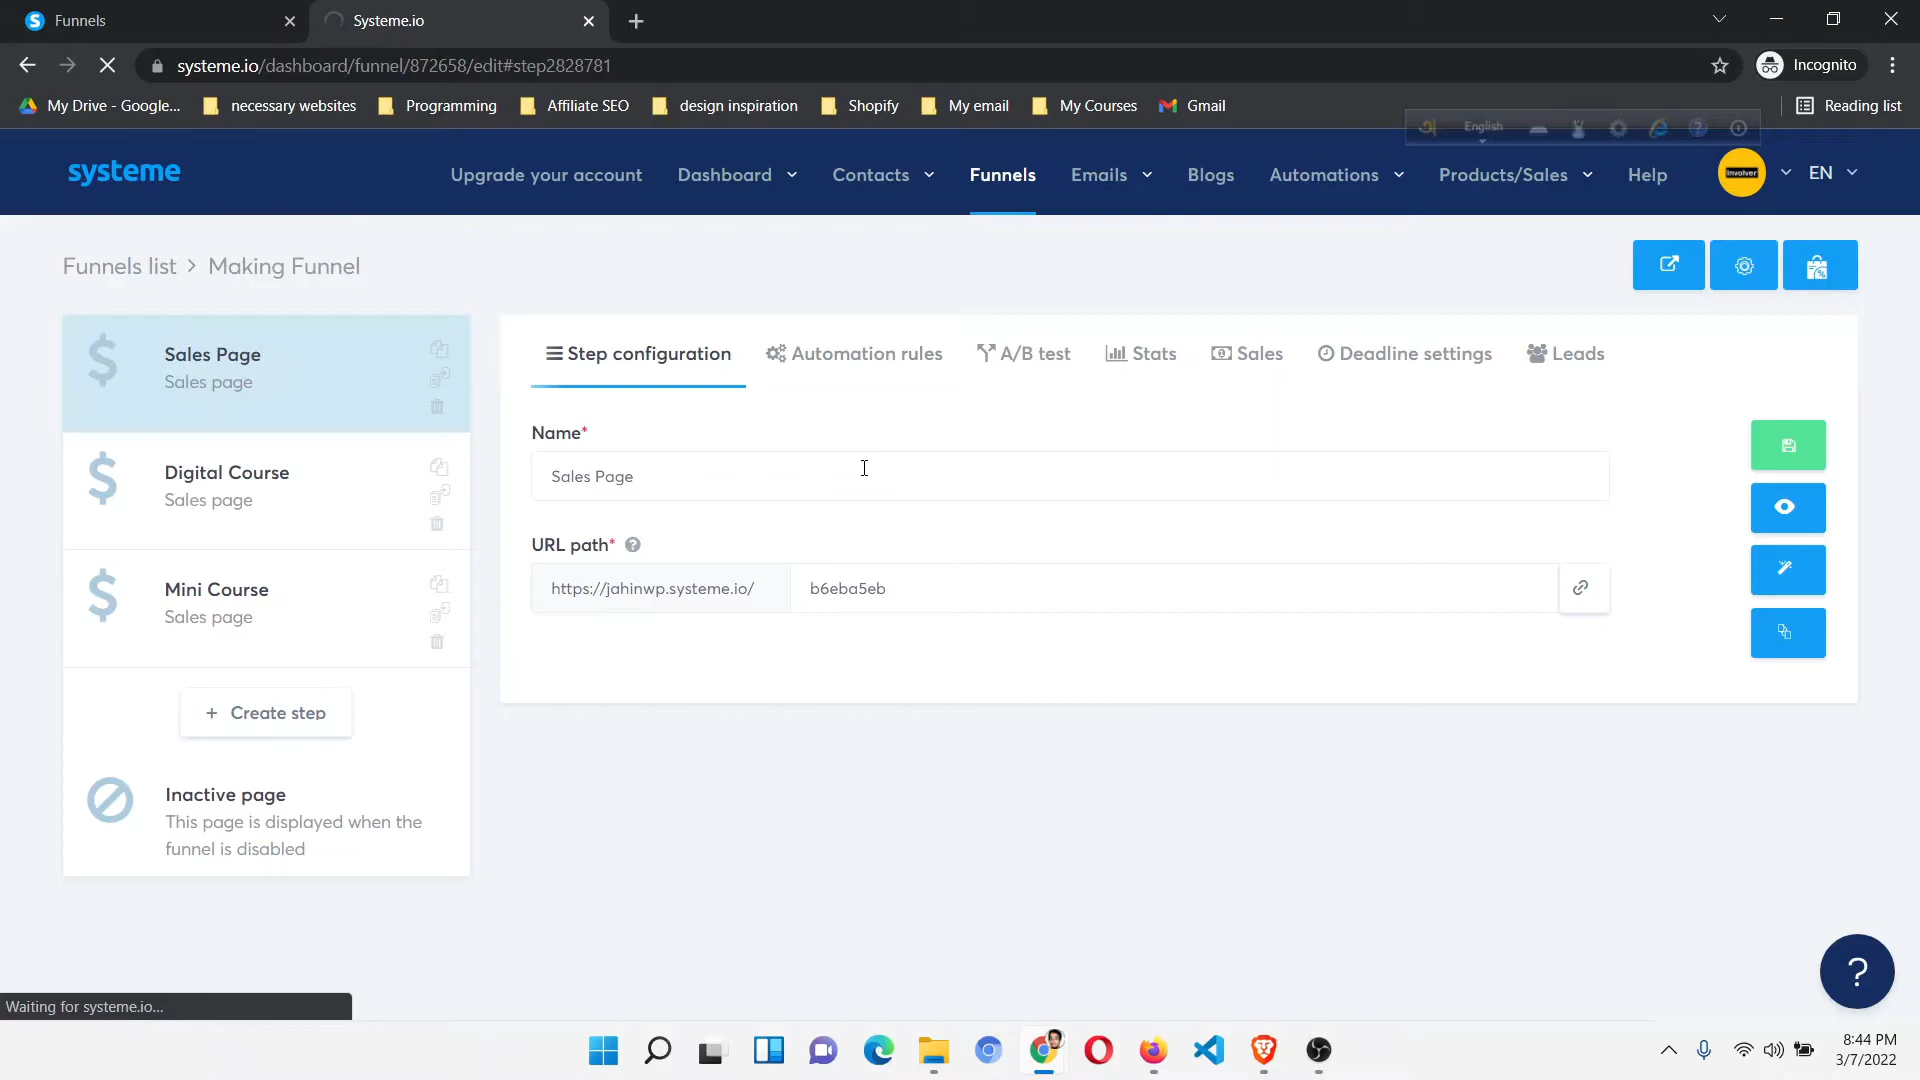 Funnels
Systeme.io
systeme.io/dashboard/funnel/872658/edit#step2828781
Incognito
My Drive - Google...
necessary websites
Programming
Affiliate SEO
design inspiration
Shopify
My email
My Courses
Gmail
Reading list
English
systeme
Upgrade your account
Dashboard
Contacts
Funnels
Emails
Blogs
Automations
Products/Sales
Help
Involver
EN
Funnels list > Making Funnel
Sales Page
Sales page
Digital Course
Sales page
Mini Course
Sales page
+ Create step
Inactive page
This page is displayed when the
funnel is disabled
Step configuration
Automation rules
A/B test
Stats
Sales
Deadline settings
Leads
Name*
Sales Page
URL path* ?
https://jahinwp.systeme.io/
b6eba5eb
?
Waiting for systeme.io...
8:44 PM
3/7/2022